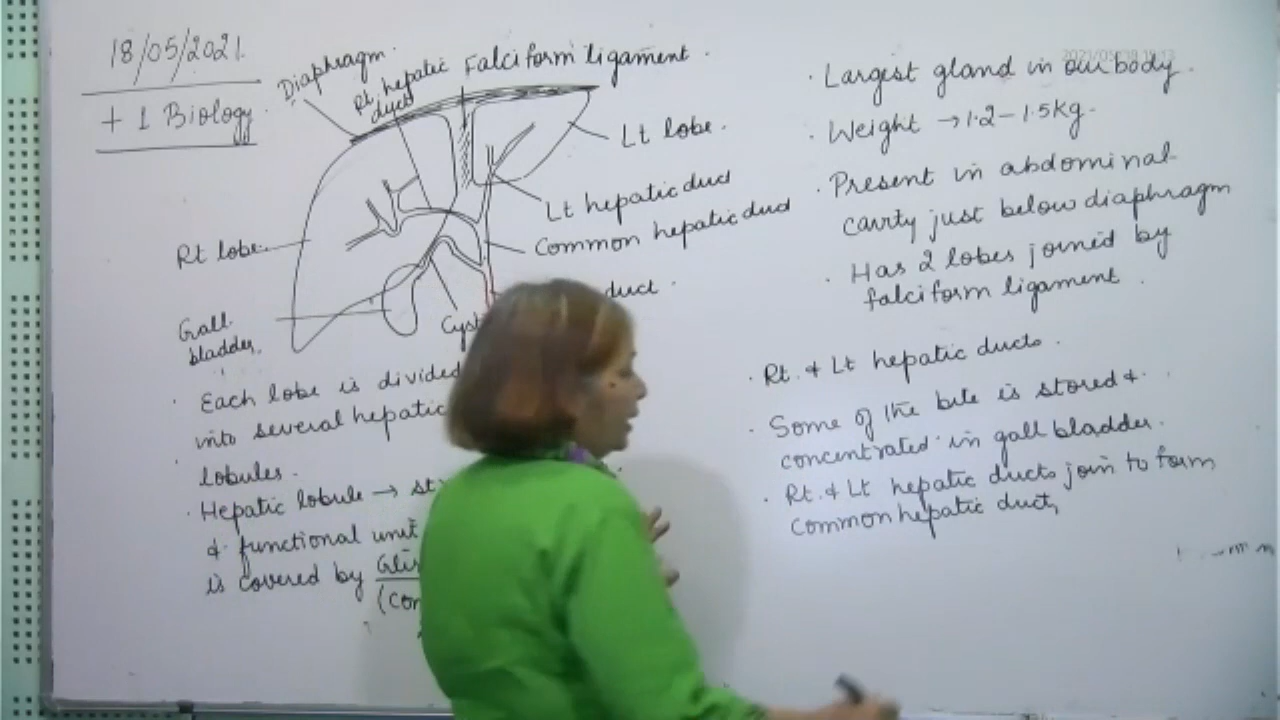 18/05/2021.
+ 1 Biology.
Diaphragm.
Rt. hepatic
duct
Falciform ligament.
Lt lobe.
Lt hepatic duct
Common hepatic duct
duct.
Rt lobe.
Gall
bladder.
Cyst
Each lobe is divided
into several hepatic
lobules.
Hepatic lobule → st
& functional unit
is covered by Glis
(Con
. Largest gland in our body.
. Weight → 1.2 - 1.5kg.
. Present in abdominal
cavity just below diaphragm
. Has 2 lobes joined by
falciform ligament.
. Rt. & Lt hepatic ducts.
. Some of the bile is stored &
concentrated in gall bladder.
. Rt. & Lt hepatic ducts join to form
common hepatic duct,